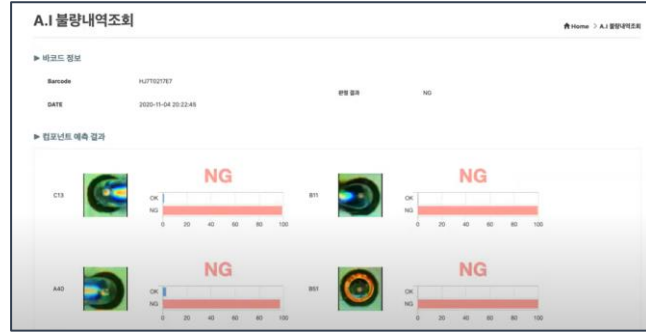 A.I 불량내역조회
Home > A.I 불량내역조회
▶ 바코드 정보
Barcode HJ7T0217E7
판정 결과 NG
DATE 2020-11-04 20:22:45
▶ 컴포넌트 예측 결과
NG NG
C13 OK B11 OK
NG NG
0 20 40 60 80 100 0 20 40 60 80 100
NG NG
A40 OK B51 OK
NG NG
0 20 40 60 80 100 0 20 40 60 80 100